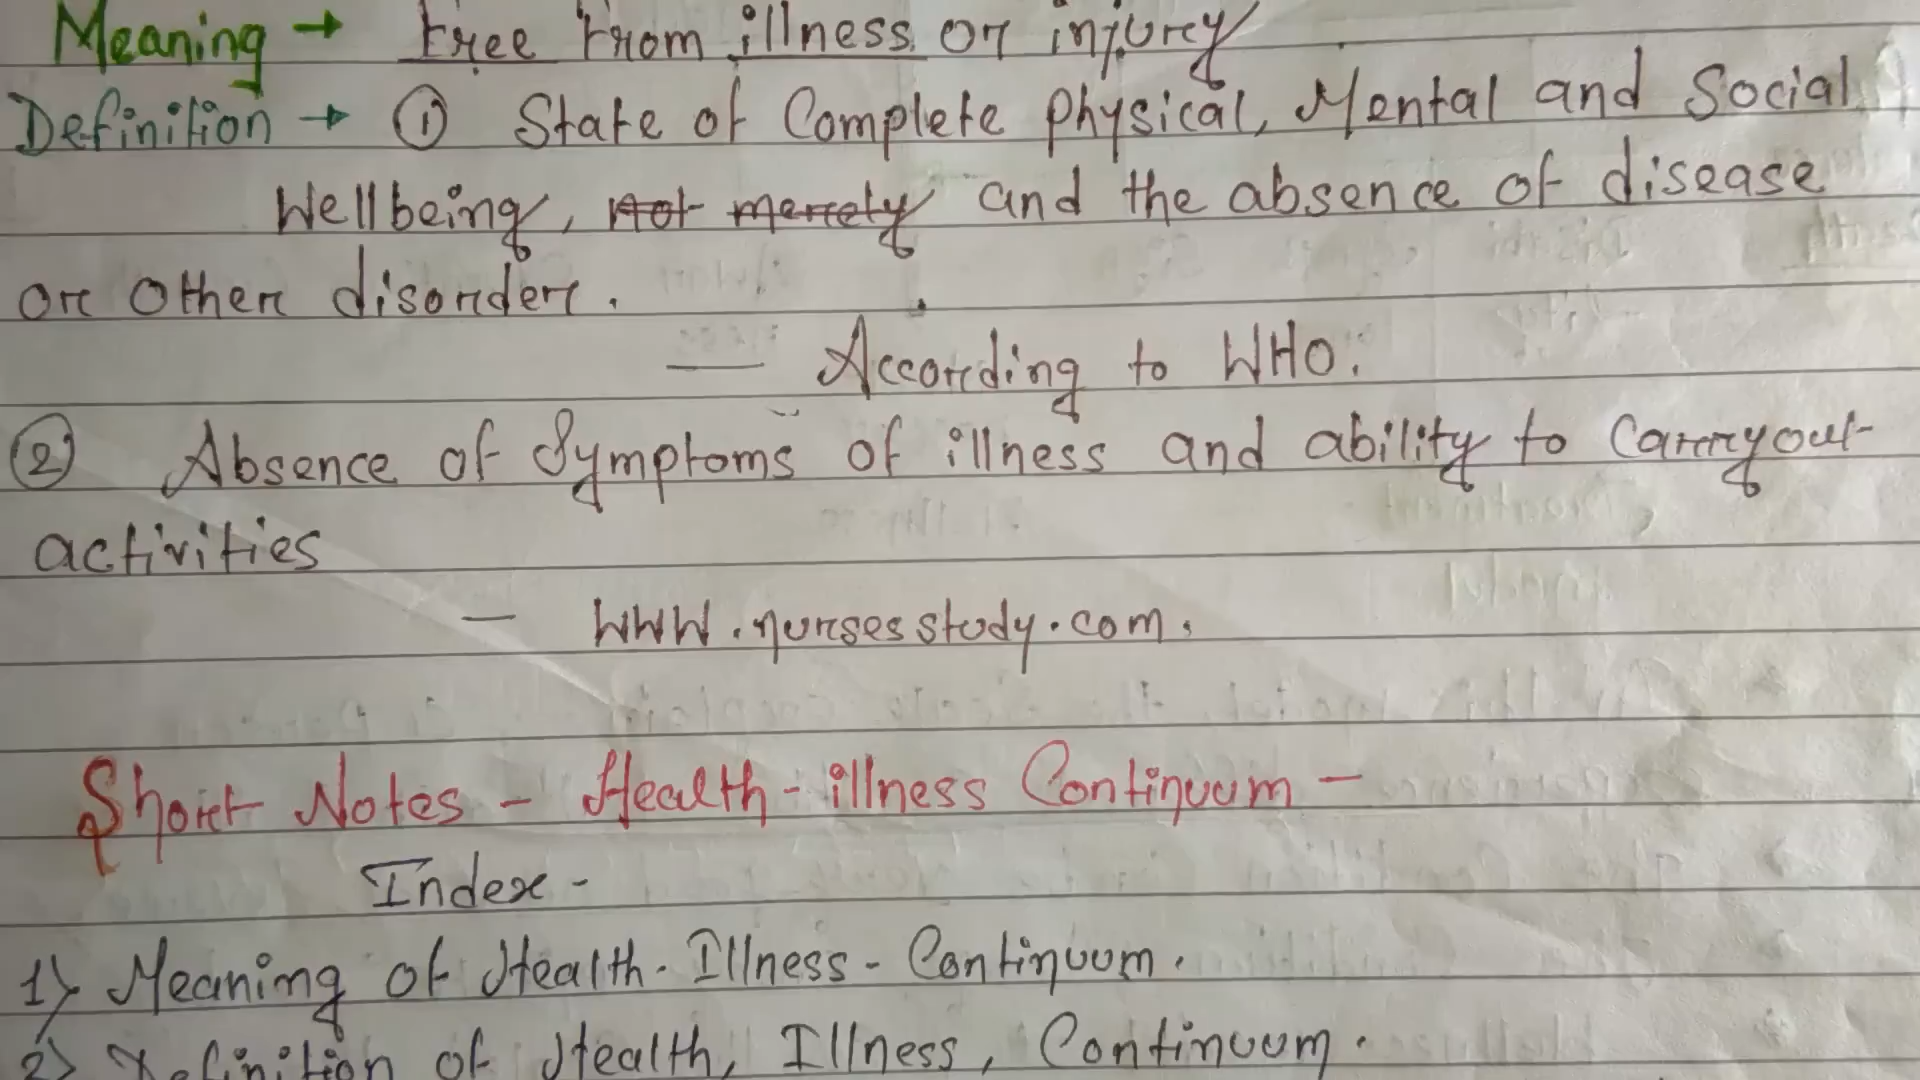 Meaning → Free From illness or injury
Definition → ① State of Complete Physical, Mental and Social
Wellbeing, not merely and the absence of disease
or other disorder.
— According to WHO.
② Absence of Symptoms of illness and ability to Carryout
activities
— WWW.nursesstudy.com.
Short Notes - Health-illness Continuum -
Index -
1) Meaning of Health-Illness-Continuum.
2) Definition of Health, Illness, Continuum.